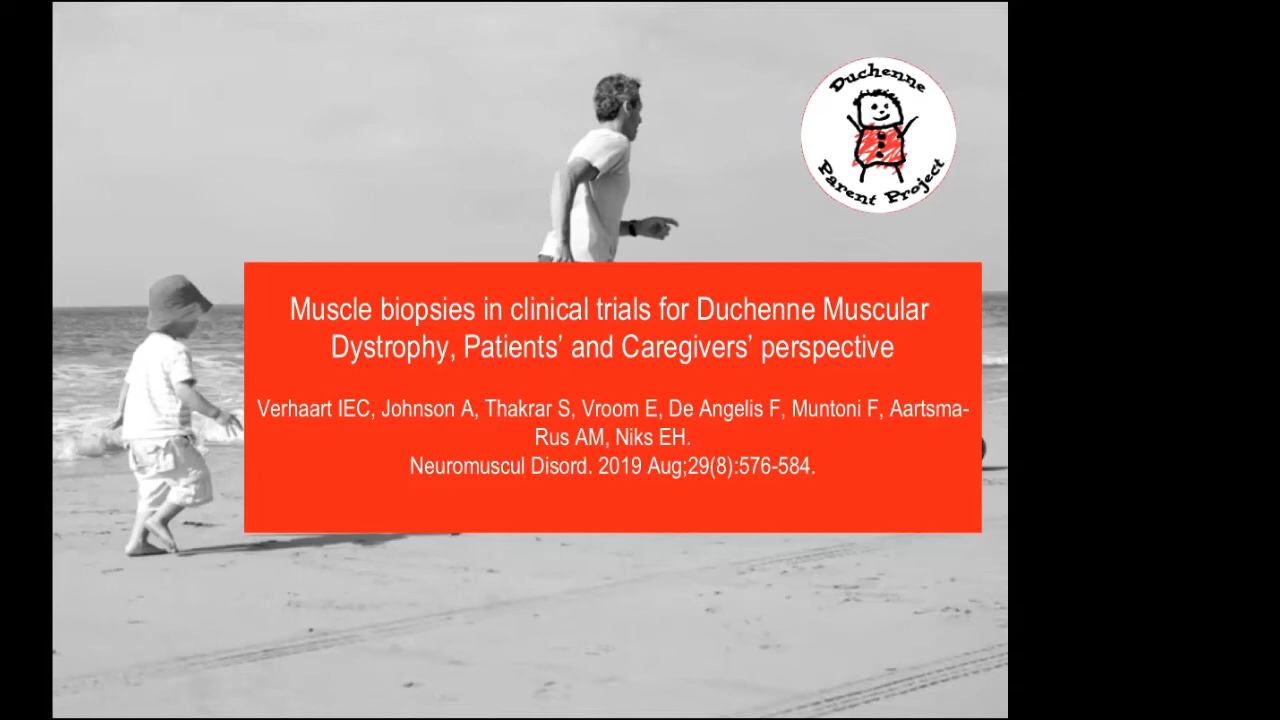 Duchenne
Parent Project
Muscle biopsies in clinical trials for Duchenne Muscular
Dystrophy, Patients’ and Caregivers’ perspective
Verhaart IEC, Johnson A, Thakrar S, Vroom E, De Angelis F, Muntoni F, Aartsma-
Rus AM, Niks EH.
Neuromuscul Disord. 2019 Aug;29(8):576-584.